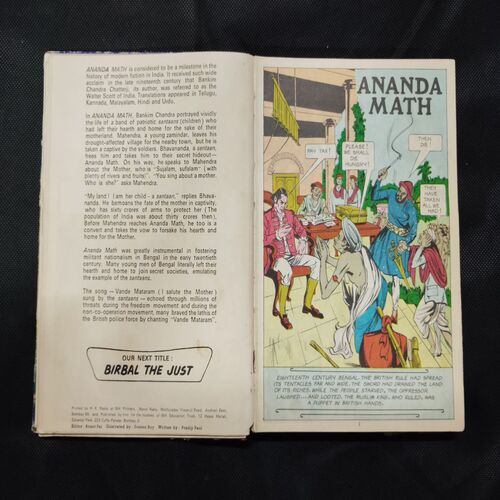 ANANDA MATH is considered to be a milestone in the
history of modern fiction in India. It received such wide
acclaim in the late nineteenth century that Bankim
Chandra Chatterji, its author, was referred to as the
Walter Scott of India. Translations appeared in Telugu,
Kannada, Malayalam, Hindi and Urdu.
In ANANDA MATH, Bankim Chandra portrayed vividly
the life of a band of patriotic santaans (children) who
had left their hearth and home for the sake of their
motherland. Mahendra, a young zamindar, leaves his
drought-affected village for the nearby town, but he is
taken a captive by the soldiers. Bhavananda, a santaan,
frees him and takes him to their secret hideout—
Ananda Math. On his way, he speaks to Mahendra
about the Mother, who is "Sujalam, sufalam" (with
plenty of rivers and fruits)". "You sing about a mother.
Who is she?" asks Mahendra.
"My land! I am her child - a santaan," replies Bhava-
nanda. He bemoans the fate of the mother in captivity,
who has sixty crores of arms to protect her! (The
population of India was about thirty crores then).
Before Mahendra reaches Ananda Math, he too is a
convert and takes the vow to forsake his hearth and
home for the Mother.
Ananda Math was greatly instrumental in fostering
militant nationalism in Bengal in the early twentieth
century. Many young men of Bengal literally left their
hearth and home to join secret societies, emulating
the example of the santaans.
The song — Vande Mataram (I salute the Mother)
sung by the santaans — echoed through millions of
threats during the freedom movement and during the
non-co-operation movement, many braved the lathis of
the British police force by chanting "Vande Mataram",
OUR NEXT TITLE:
BIRBAL THE JUST
Editor: Anant Pai Illustrated by: Souren Roy Written by: Debrani
ANANDA
MATH
PAY TAX!
PLEASE!
WE
SHALL
DIE
HUNGRY!
THEN
DIE!
THEY
HAVE
TAKEN
ALL WE
HAD!
EIGHTEENTH CENTURY BENGAL. THE BRITISH RULE HAD SPREAD
ITS TENTACLES FAR AND WIDE. THE SWORD HAD DRAINED THE LAND
OF ITS RICHES. WHILE THE PEOPLE STARVED, THE OPPRESSOR
LAUGHED...AND LOOTED. THE MUSLIM KING, WHO RULED, WAS
A PUPPET IN BRITISH HANDS.
1